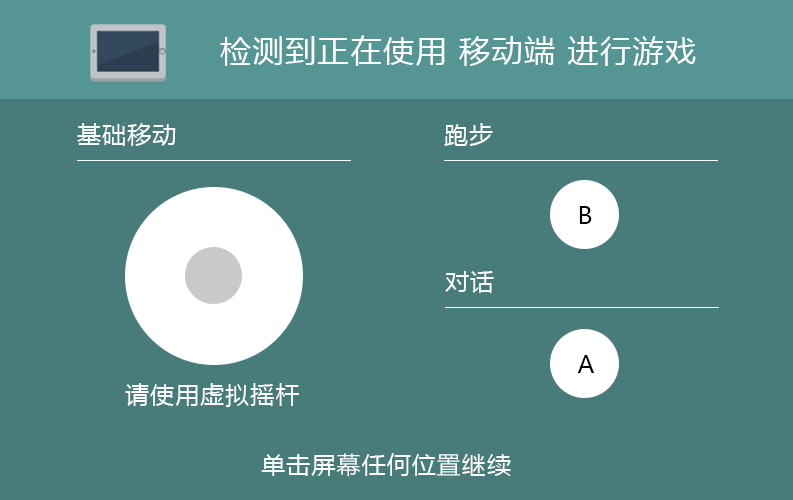 检测到正在使用 移动端 进行游戏
基础移动
请使用虚拟摇杆
跑步
B
对话
A
单击屏幕任何位置继续